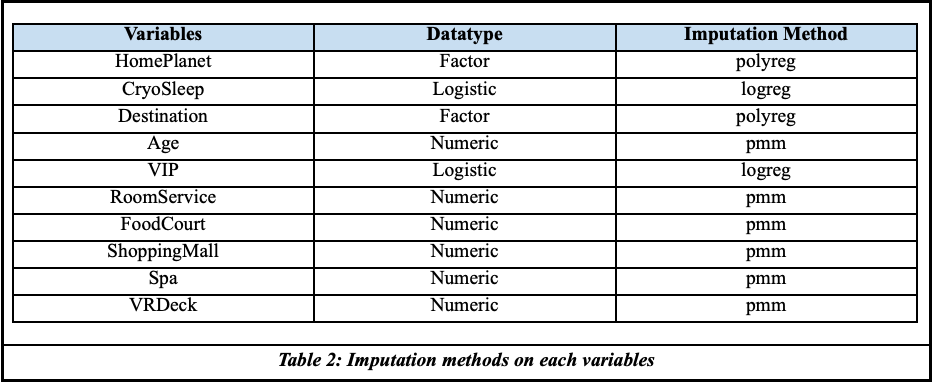 Variables Datatype Imputation Method
HomePlanet Factor polyreg
CryoSleep Logistic logreg
Destination Factor polyreg
Age Numeric pmm
VIP Logistic logreg
RoomService Numeric pmm
FoodCourt Numeric pmm
ShoppingMall Numeric pmm
Spa Numeric pmm
VRDeck Numeric pmm
Table 2: Imputation methods on each variables